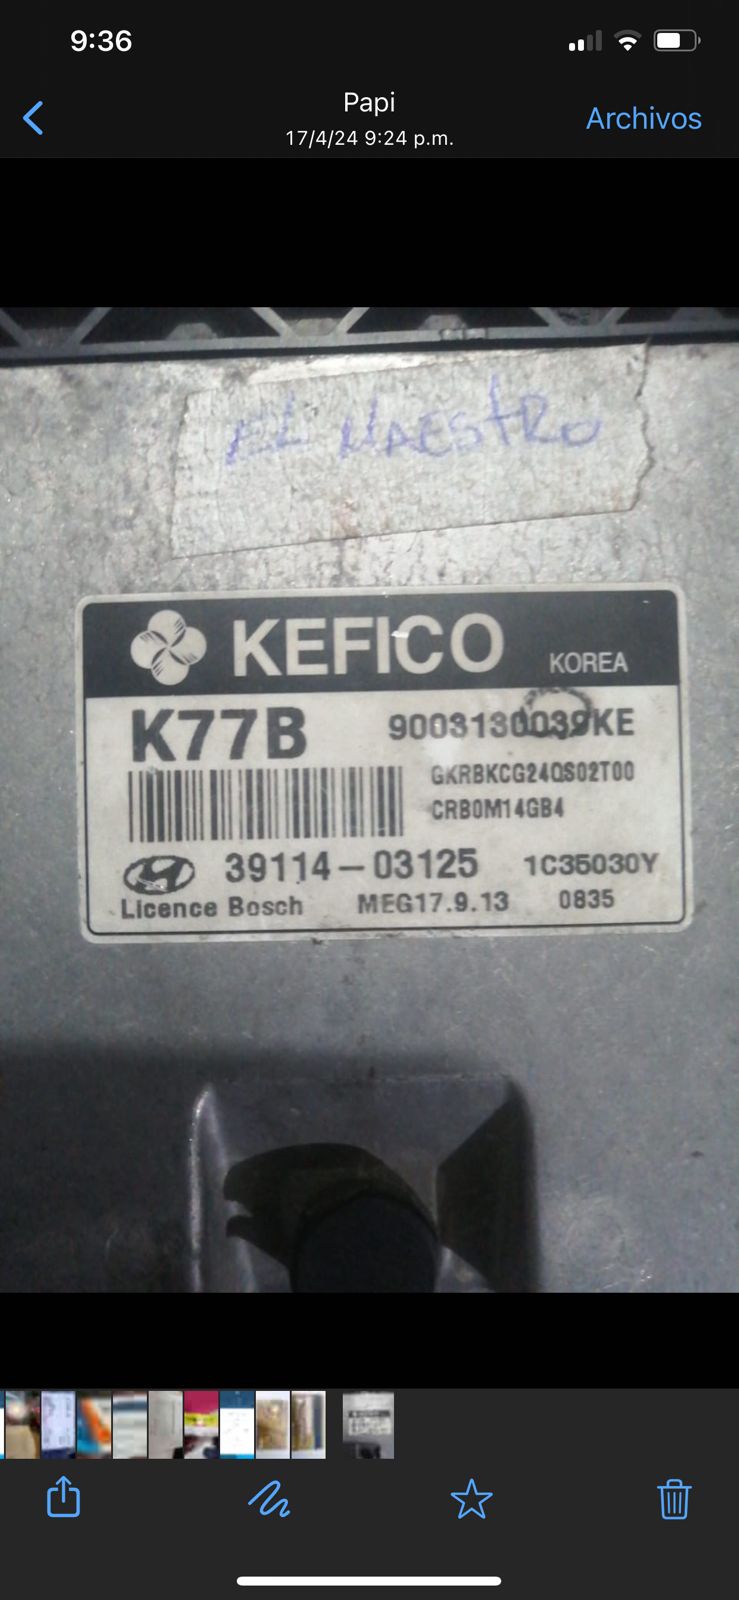 9:36
Papi
17/4/24 9:24 p.m.
Archivos
EL MAESTRO
KEFICO KOREA
K77B 9003130039KE
GKRBKCG24QS02T00
CRB0M14GB4
39114-03125 1C35030Y
Licence Bosch MEG17.9.13 0835